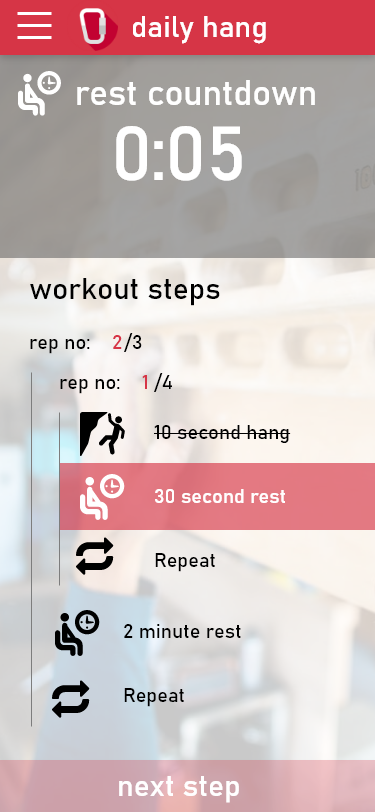 daily hang
rest countdown
0:05
workout steps
rep no: 2/3
rep no: 1/4
10 second hang
30 second rest
Repeat
2 minute rest
Repeat
next step